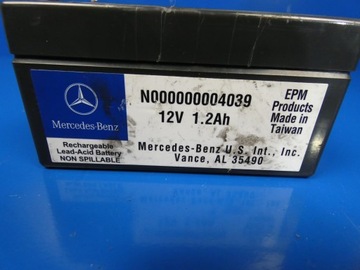 Mercedes-Benz
Rechargeable
Lead-Acid Battery
NON SPILLABLE
N000000004039
12V 1.2Ah
EPM
Products
Made in
Taiwan
Mercedes-Benz U.S. Int., Inc.
Vance, AL 35490